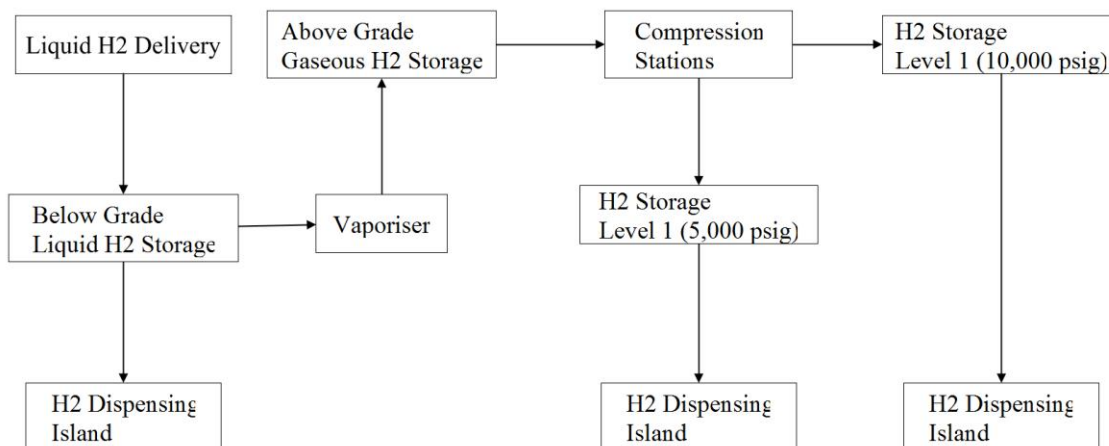 Liquid H2 Delivery
Above Grade
Gaseous H2 Storage
Compression
Stations
H2 Storage
Level 1 (10,000 psig)
Below Grade
Liquid H2 Storage
Vaporiser
H2 Storage
Level 1 (5,000 psig)
H2 Dispensing
Island
H2 Dispensing
Island
H2 Dispensing
Island